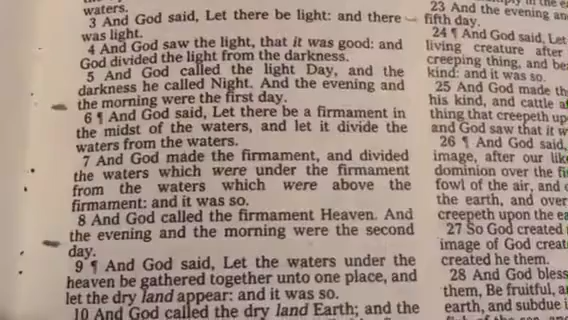 waters.
3 And God said, Let there be light: and there
was light.
4 And God saw the light, that it was good: and
God divided the light from the darkness.
5 And God called the light Day, and the
darkness he called Night. And the evening and
the morning were the first day.
6 ¶ And God said, Let there be a firmament in
the midst of the waters, and let it divide the
waters from the waters.
7 And God made the firmament, and divided
the waters which were under the firmament
from the waters which were above the
firmament: and it was so.
8 And God called the firmament Heaven. And
the evening and the morning were the second
day.
9 ¶ And God said, Let the waters under the
heaven be gathered together unto one place, and
let the dry land appear: and it was so.
10 And God called the dry land Earth; and the
23 And the evening an
fifth day.
24 ¶ And God said, Let
living creature after
creeping thing, and be
kind: and it was so.
25 And God made th
his kind, and cattle a
thing that creepeth up
and God saw that it w
26 ¶ And God said,
image, after our lik
dominion over the fi
fowl of the air, and
the earth, and over
creepeth upon the ea
27 So God created
image of God creat
created he them.
28 And God bless
them, Be fruitful, a
earth, and subdue i